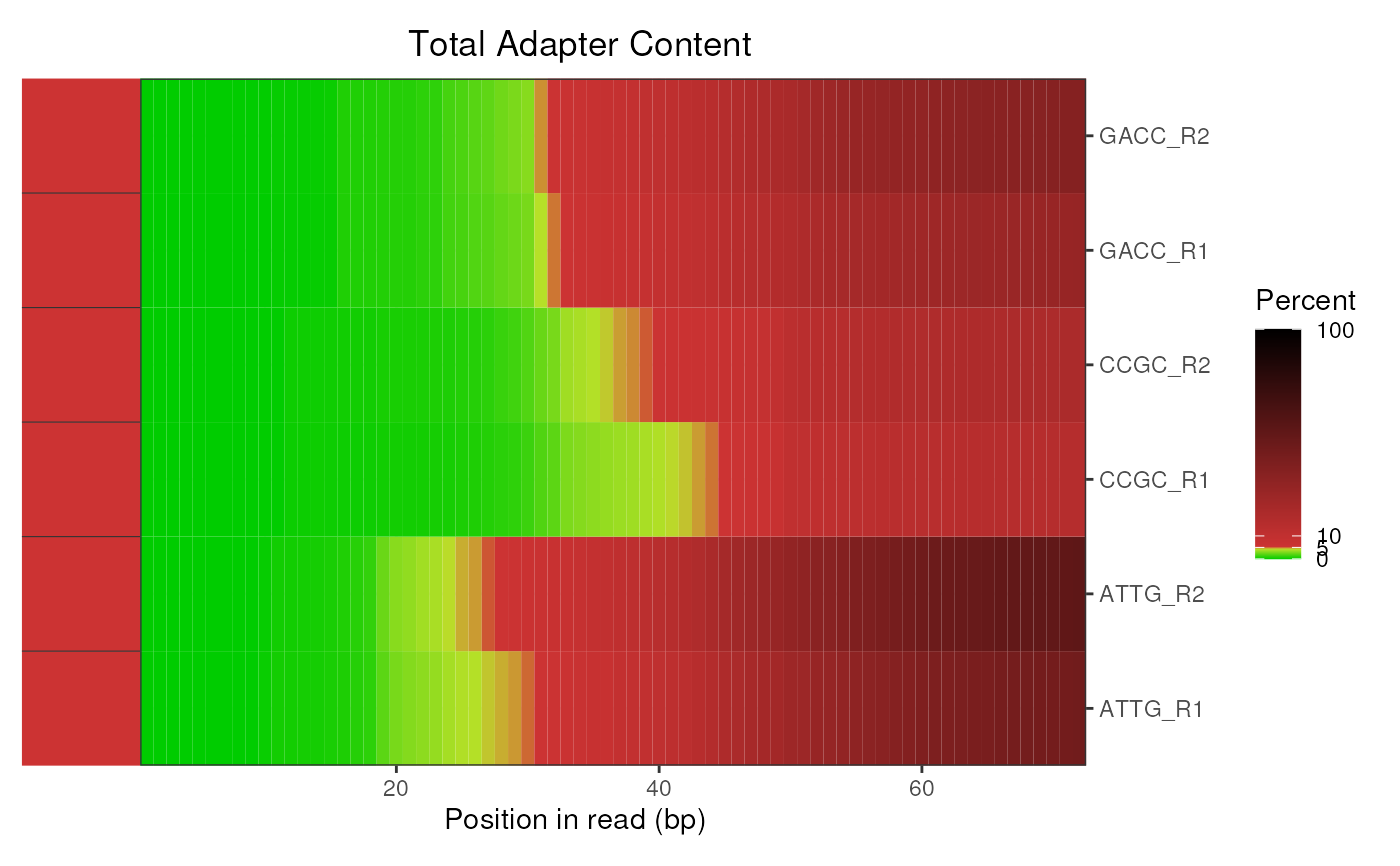 Total Adapter Content
GACC_R2
GACC_R1
CCGC_R2
CCGC_R1
ATTG_R2
ATTG_R1
20 40 60
Position in read (bp)
Percent
100
10
5
0